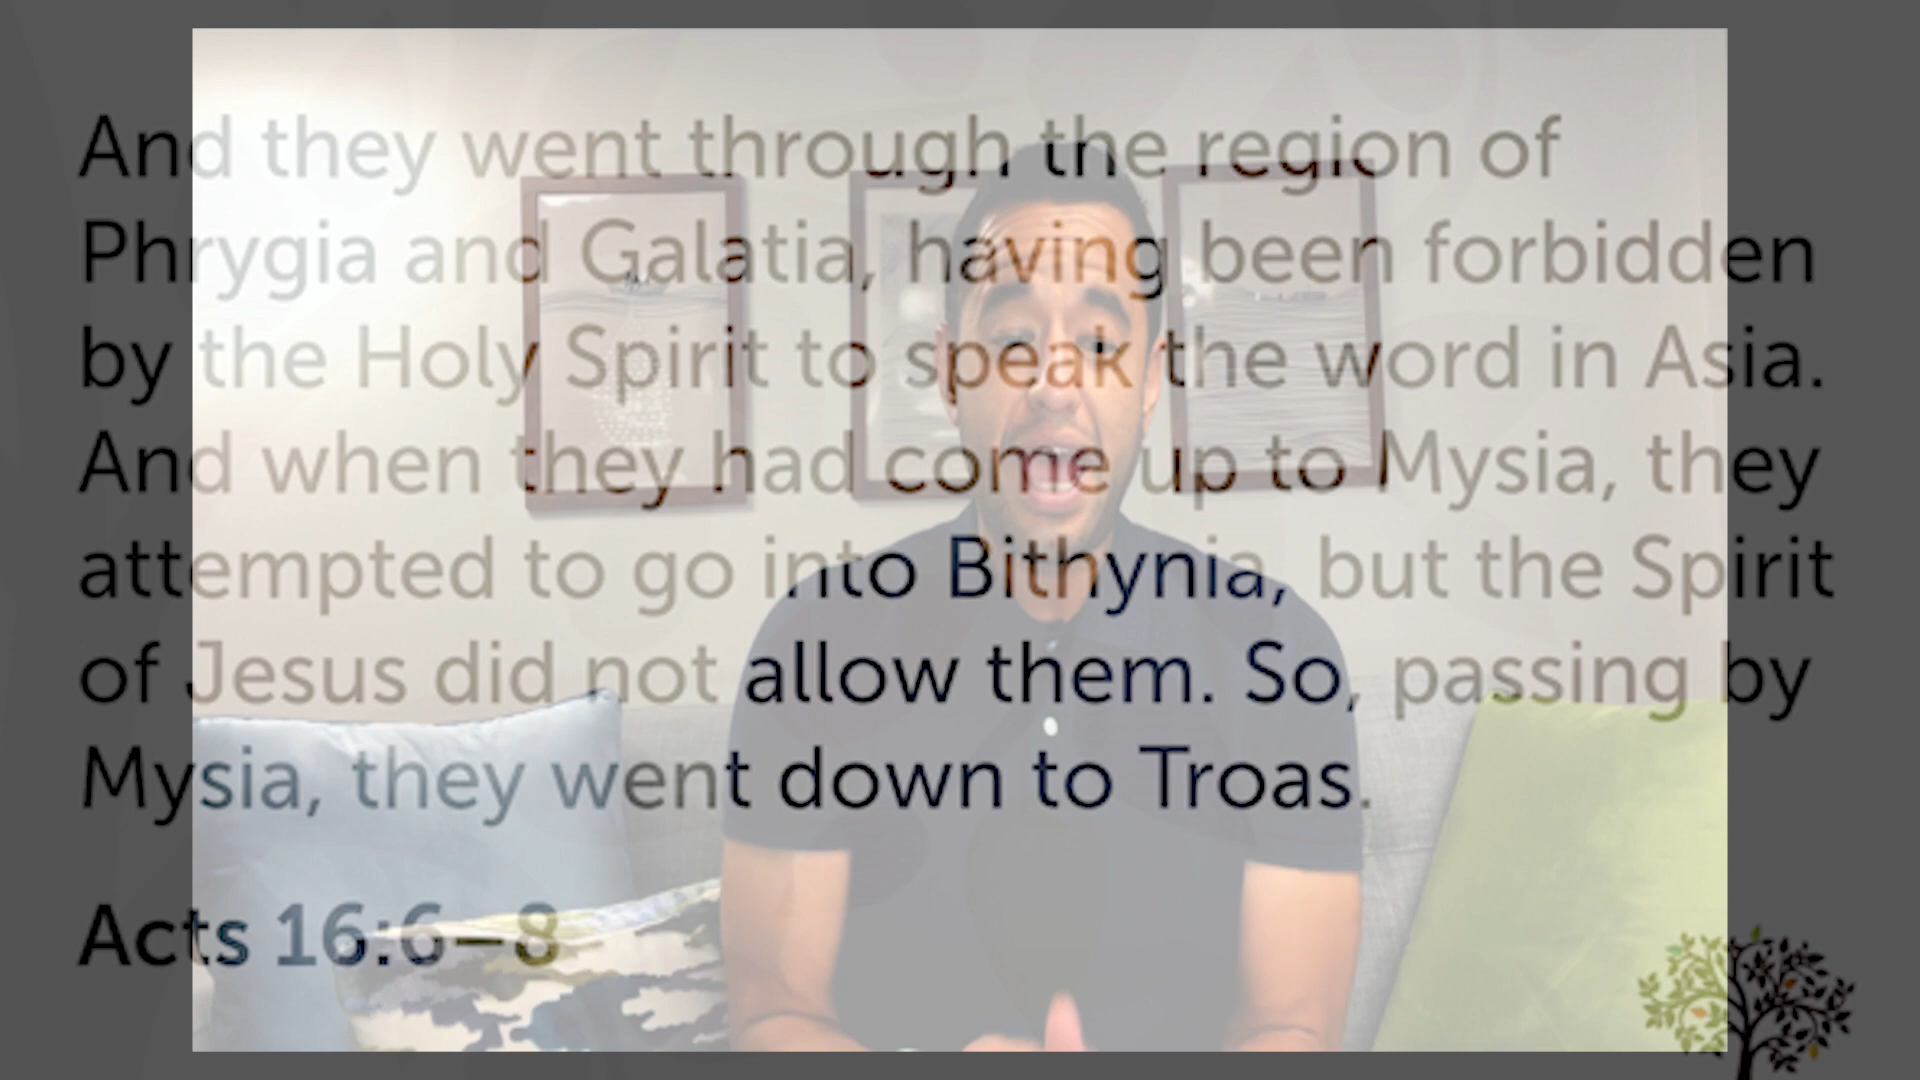 And they went through the region of
Phrygia and Galatia, having been forbidden
by the Holy Spirit to speak the word in Asia.
And when they had come up to Mysia, they
attempted to go into Bithynia, but the Spirit
of Jesus did not allow them. So, passing by
Mysia, they went down to Troas.
Acts 16:6–8